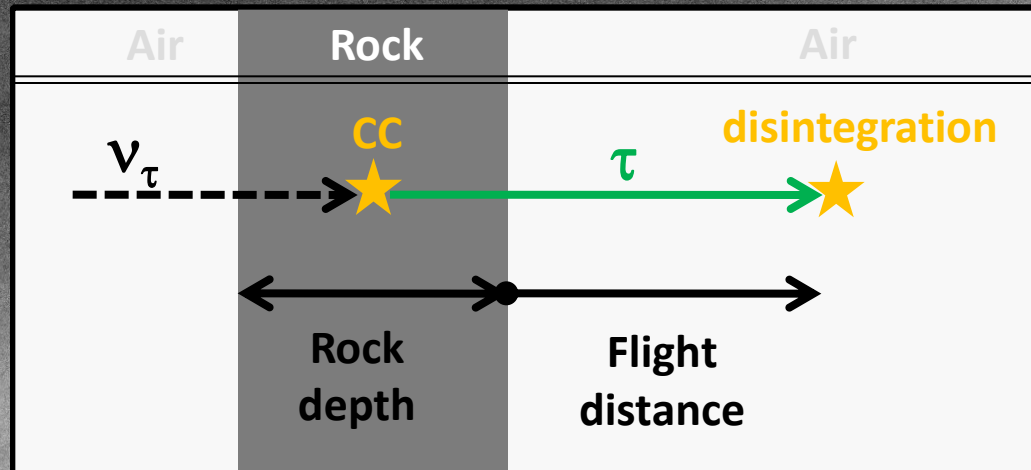 Air Rock Air
CC disintegration
ντ τ
Rock Flight
depth distance